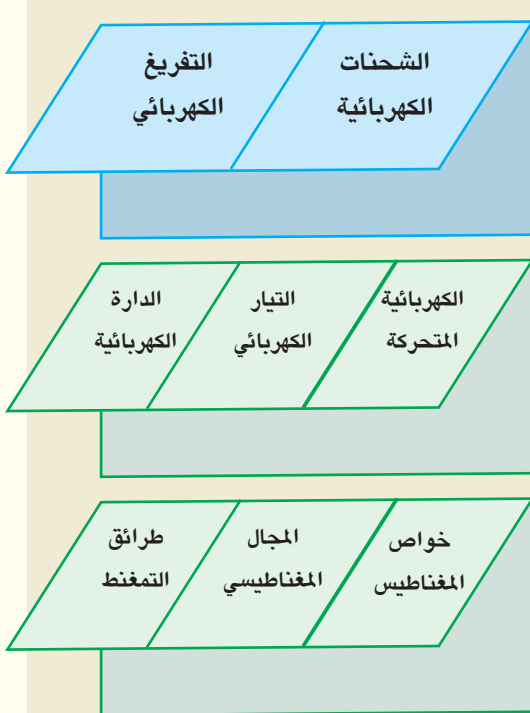 الشحنات
الكهربائية
التفريغ
الكهربائي
الكهربائية
المتحركة
التيار
الكهربائي
الدارة
الكهربائية
خواص
المغناطيس
المجال
المغناطيسي
طرائق
التمغنط